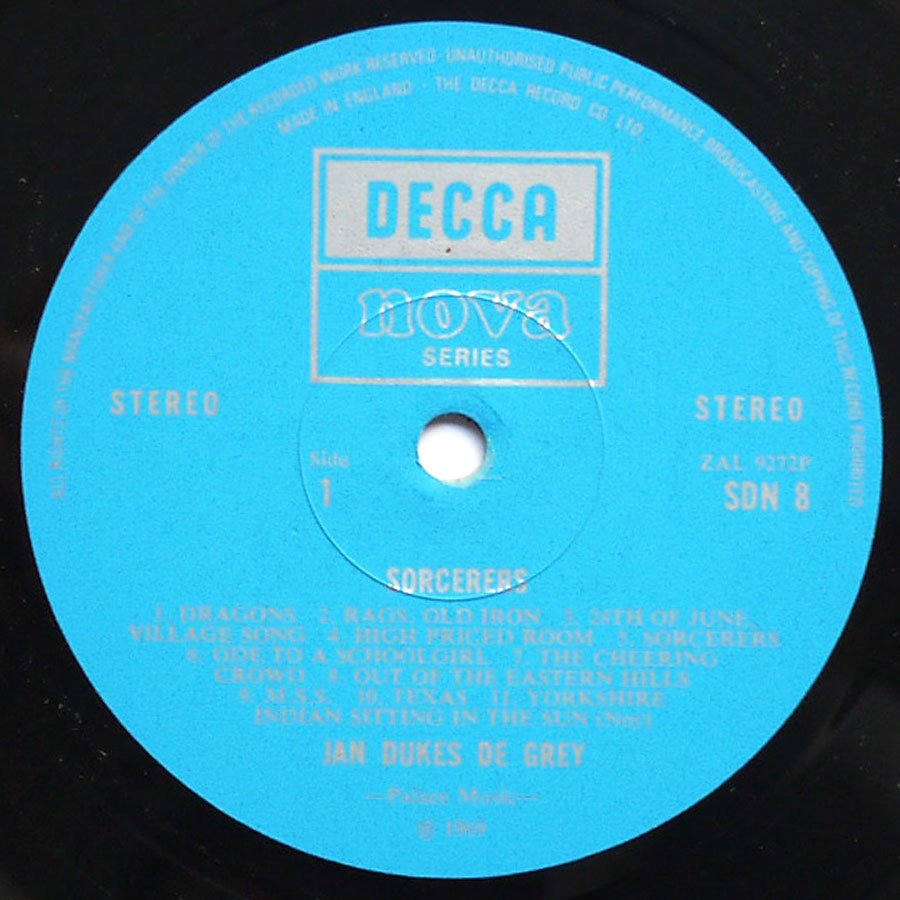 ALL RIGHTS OF THE MANUFACTURER AND OF THE OWNER OF THE RECORDED WORK RESERVED · UNAUTHORISED PUBLIC PERFORMANCE BROADCASTING AND COPYING OF THIS RECORD PROHIBITED
MADE IN ENGLAND · THE DECCA RECORD CO. LTD.
DECCA
nova
SERIES
STEREO
STEREO
Side
1
ZAL 9272P
SDN 8
SORCERERS
1. DRAGONS 2. RAGS, OLD IRON 3. 28TH OF JUNE,
VILLAGE SONG 4. HIGH PRICED ROOM 5. SORCERERS
6. ODE TO A SCHOOLGIRL 7. THE CHEERING
CROWD 8. OUT OF THE EASTERN HILLS
9. M.S.S. 10. TEXAS 11. YORKSHIRE
INDIAN SITTING IN THE SUN (Noy)
JAN DUKES DE GREY
—Palace Music—
℗ 1969